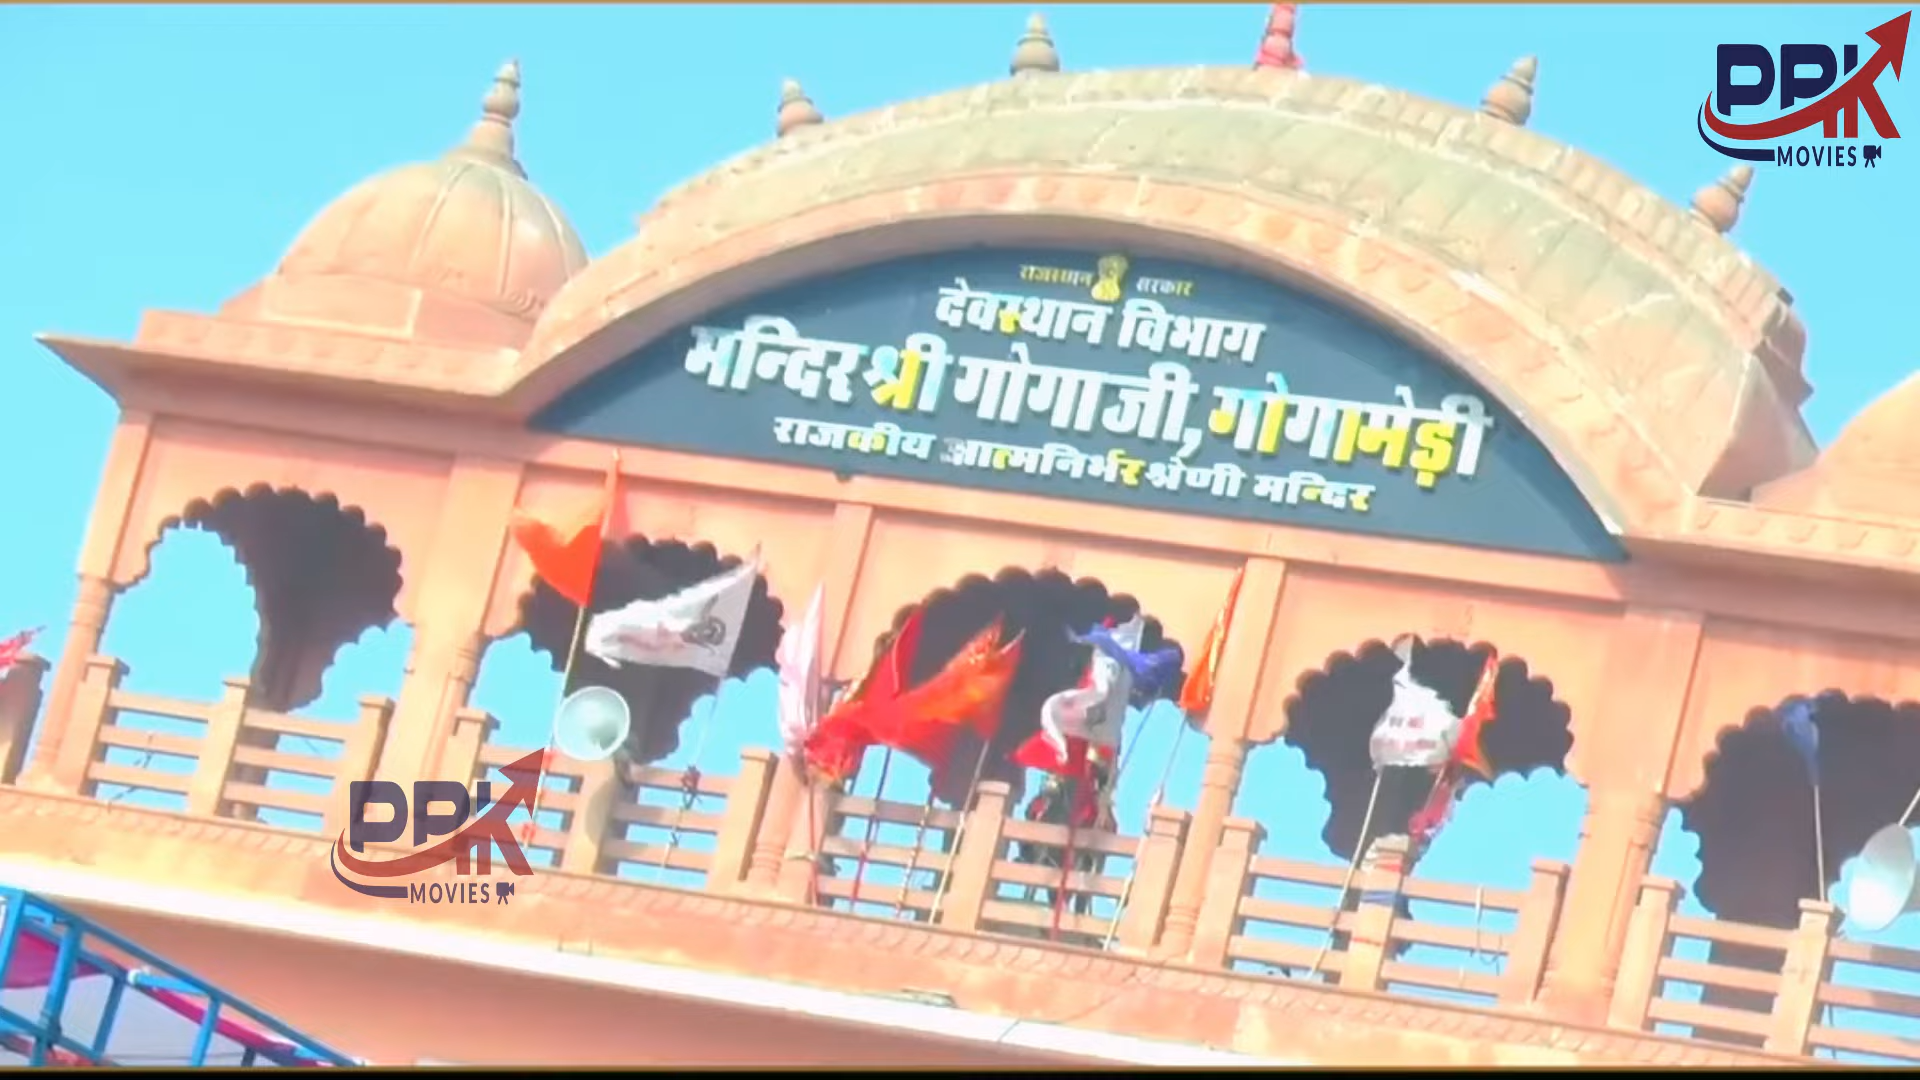 राजस्थान सरकार
देवस्थान विभाग
मन्दिर श्री गोगाजी, गोगामेड़ी
राजकीय आत्मनिर्भर श्रेणी मन्दिर
PPK
MOVIES
PPK
MOVIES